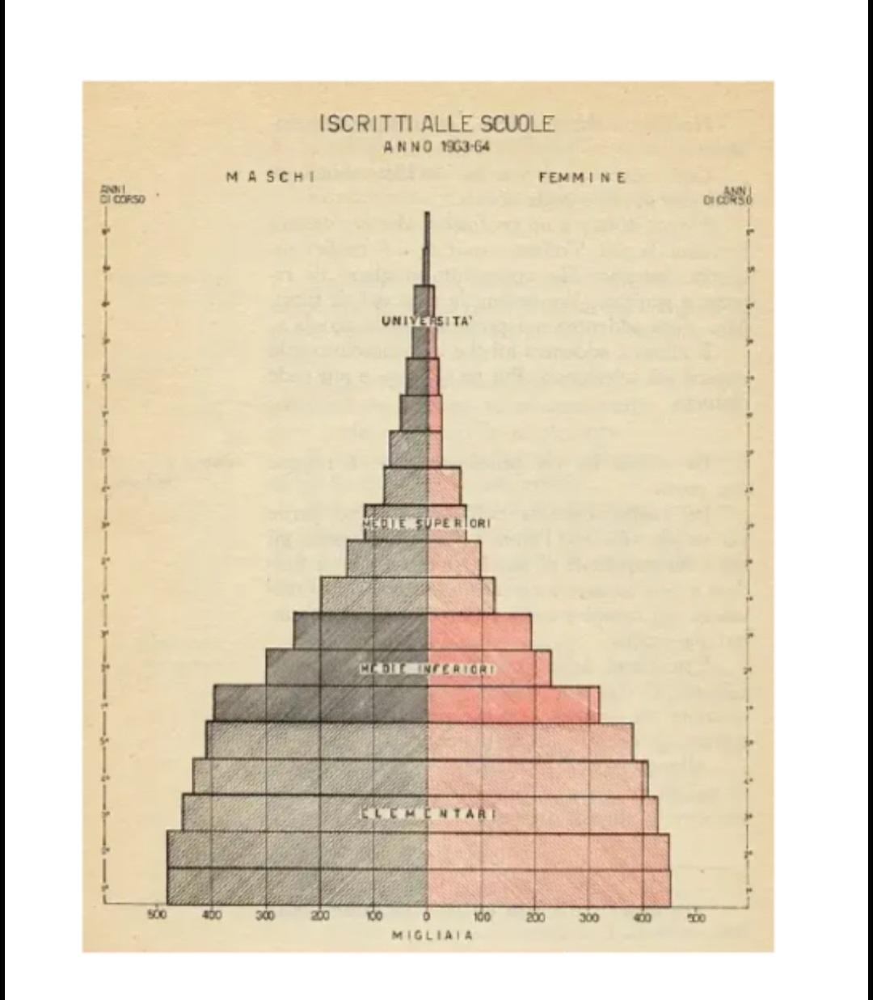 ISCRITTI ALLE SCUOLE
ANNO 1963-64
MASCHI
FEMMINE
ANNI
DI CORSO
ANNI
DI CORSO
UNIVERSITA'
MEDIE SUPERIORI
MEDIE INFERIORI
ELEMENTARI
500 400 300 200 100 0 100 200 300 400 500
MIGLIAIA